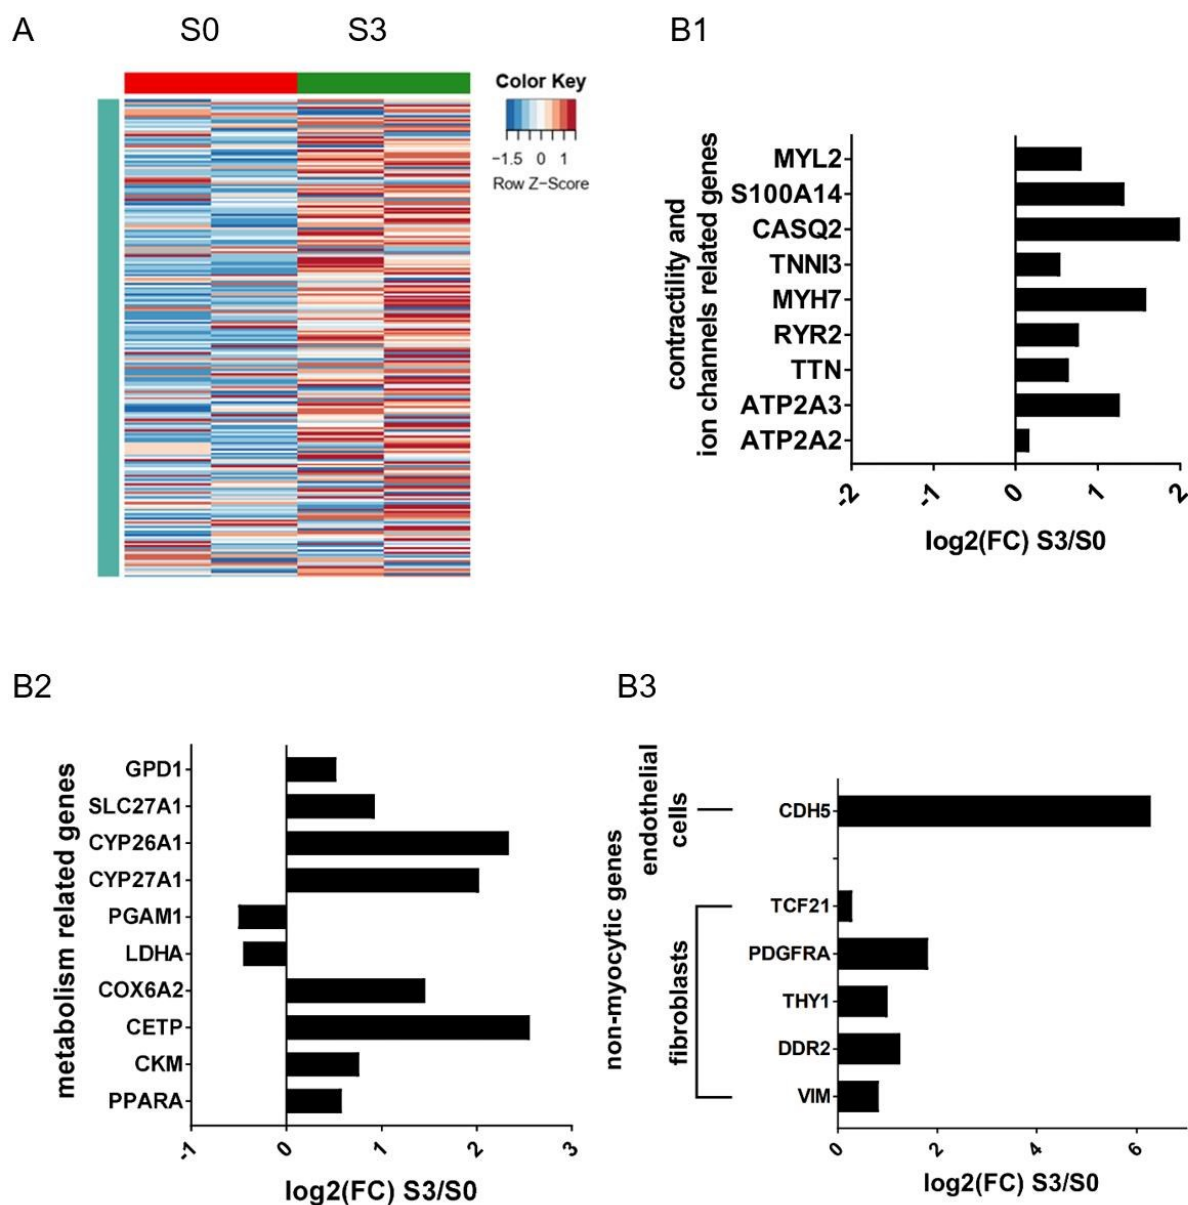 A
S0
S3
Color Key
−1.5 0 1
Row Z−Score
B1
contractility and
ion channels related genes
MYL2
S100A14
CASQ2
TNNI3
MYH7
RYR2
TTN
ATP2A3
ATP2A2
-2 -1 0 1 2
log2(FC) S3/S0
B2
metabolism related genes
GPD1
SLC27A1
CYP26A1
CYP27A1
PGAM1
LDHA
COX6A2
CETP
CKM
PPARA
-1 0 1 2 3
log2(FC) S3/S0
B3
non-myocytic genes
endothelial
cells
fibroblasts
CDH5
TCF21
PDGFRA
THY1
DDR2
VIM
0 2 4 6
log2(FC) S3/S0